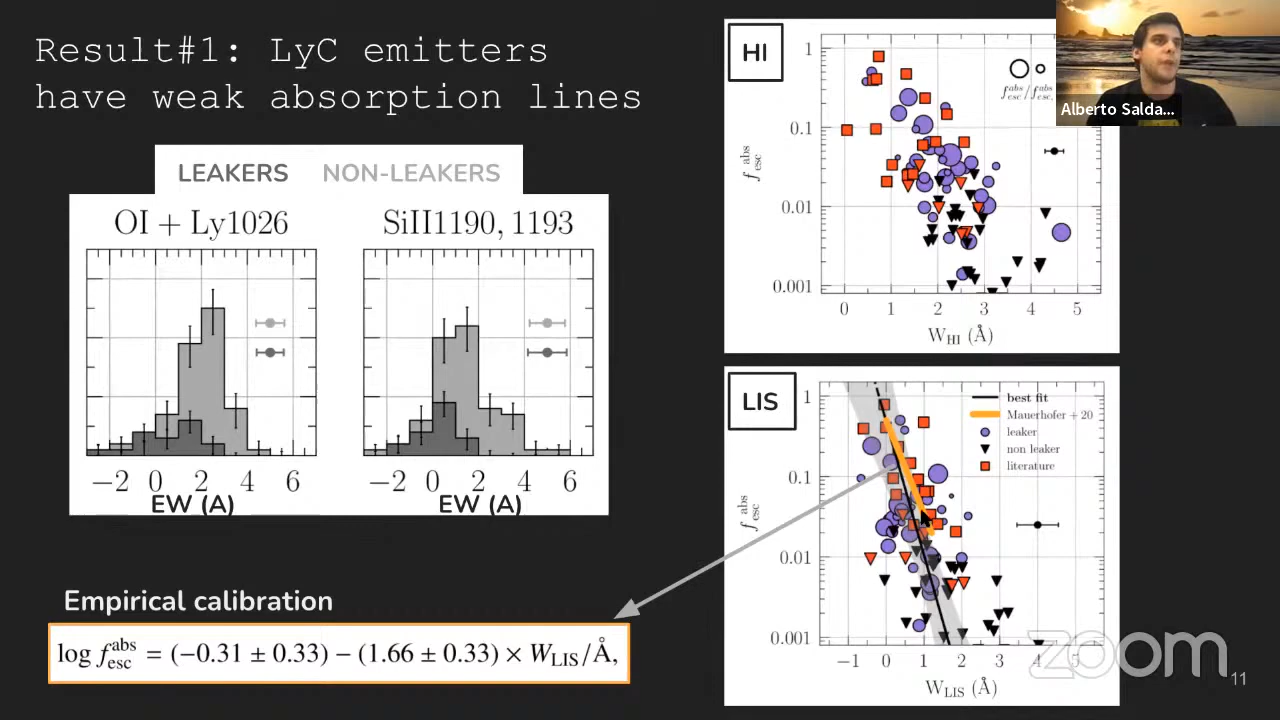 Result#1: LyC emitters
have weak absorption lines
LEAKERS NON-LEAKERS
OI + Ly1026
−2 0 2 4 6
EW (A)
SiII1190, 1193
−2 0 2 4 6
EW (A)
Empirical calibration
log f_esc^abs = (−0.31 ± 0.33) − (1.66 ± 0.33) × W_LIS/Å,
HI
1
0.1
0.01
0.001
f_esc^abs
0 1 2 3 4 5
W_HI (Å)
f_esc^abs/f_esc,
Alberto Salda...
LIS
1
0.1
0.01
0.001
f_esc^abs
best fit
Mauerhofer + 20
leaker
non leaker
literature
−1 0 1 2 3 4 5
W_LIS (Å)
zoom
11